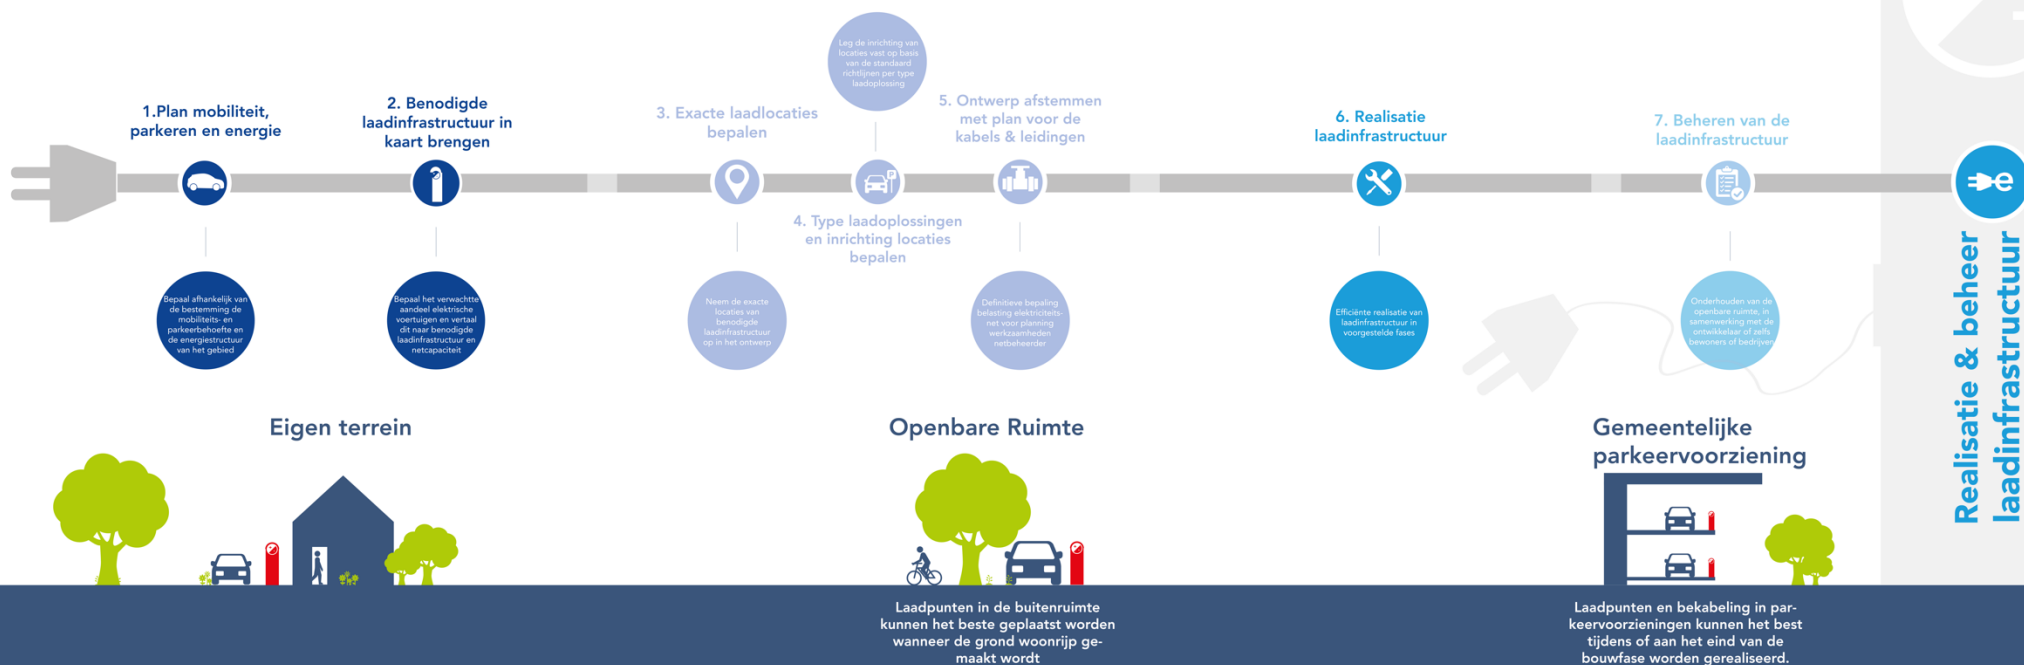 1.Plan mobiliteit,
parkeren en energie
Bepaal afhankelijk van
de bestemming de
mobiliteits- en
parkeerbehoefte en
de energiestructuur
van het gebied
2. Benodigde
laadinfrastructuur in
kaart brengen
Bepaal het verwachtte
aandeel elektrische
voertuigen en vertaal
dit naar benodigde
laadinfrastructuur en
netcapaciteit
3. Exacte laadlocaties
bepalen
Neem de exacte
locaties van
benodigde
laadinfrastructuur
op in het ontwerp
Leg de inrichting van
locaties vast op basis
van de standaard
richtlijnen per type
laadoplossing
4. Type laadoplossingen
en inrichting locaties
bepalen
5. Ontwerp afstemmen
met plan voor de
kabels & leidingen
Definitieve bepaling
belasting elektriciteits-
net voor planning
werkzaamheden
netbeheerder
6. Realisatie
laadinfrastructuur
Efficiënte realisatie van
laadinfrastructuur in
voorgestelde fases
7. Beheren van de
laadinfrastructuur
Onderhouden van de
openbare ruimte, in
samenwerking met de
ontwikkelaar of zelfs
bewoners of bedrijven
e
Realisatie & beheer
laadinfrastructuur
Eigen terrein
Openbare Ruimte
Gemeentelijke
parkeervoorziening
P
Laadpunten in de buitenruimte
kunnen het beste geplaatst worden
wanneer de grond woonrijp ge-
maakt wordt
Laadpunten en bekabeling in par-
keervoorzieningen kunnen het best
tijdens of aan het eind van de
bouwfase worden gerealiseerd.